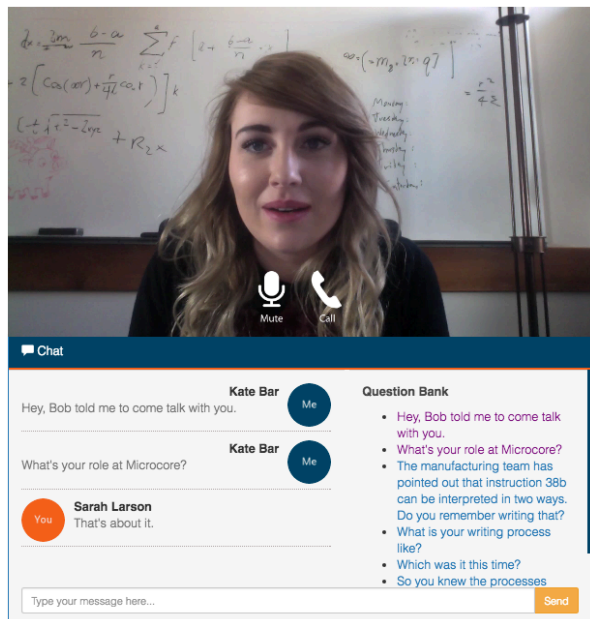 Monday:
Tuesday:
Mute
Call
Chat
Kate Bar
Me
Hey, Bob told me to come talk with you.
Kate Bar
Me
What's your role at Microcore?
You
Sarah Larson
That's about it.
Question Bank
Hey, Bob told me to come talk
with you.
What's your role at Microcore?
The manufacturing team has
pointed out that instruction 38b
can be interpreted in two ways.
Do you remember writing that?
What is your writing process
like?
Which was it this time?
So you knew the processes
Type your message here...
Send